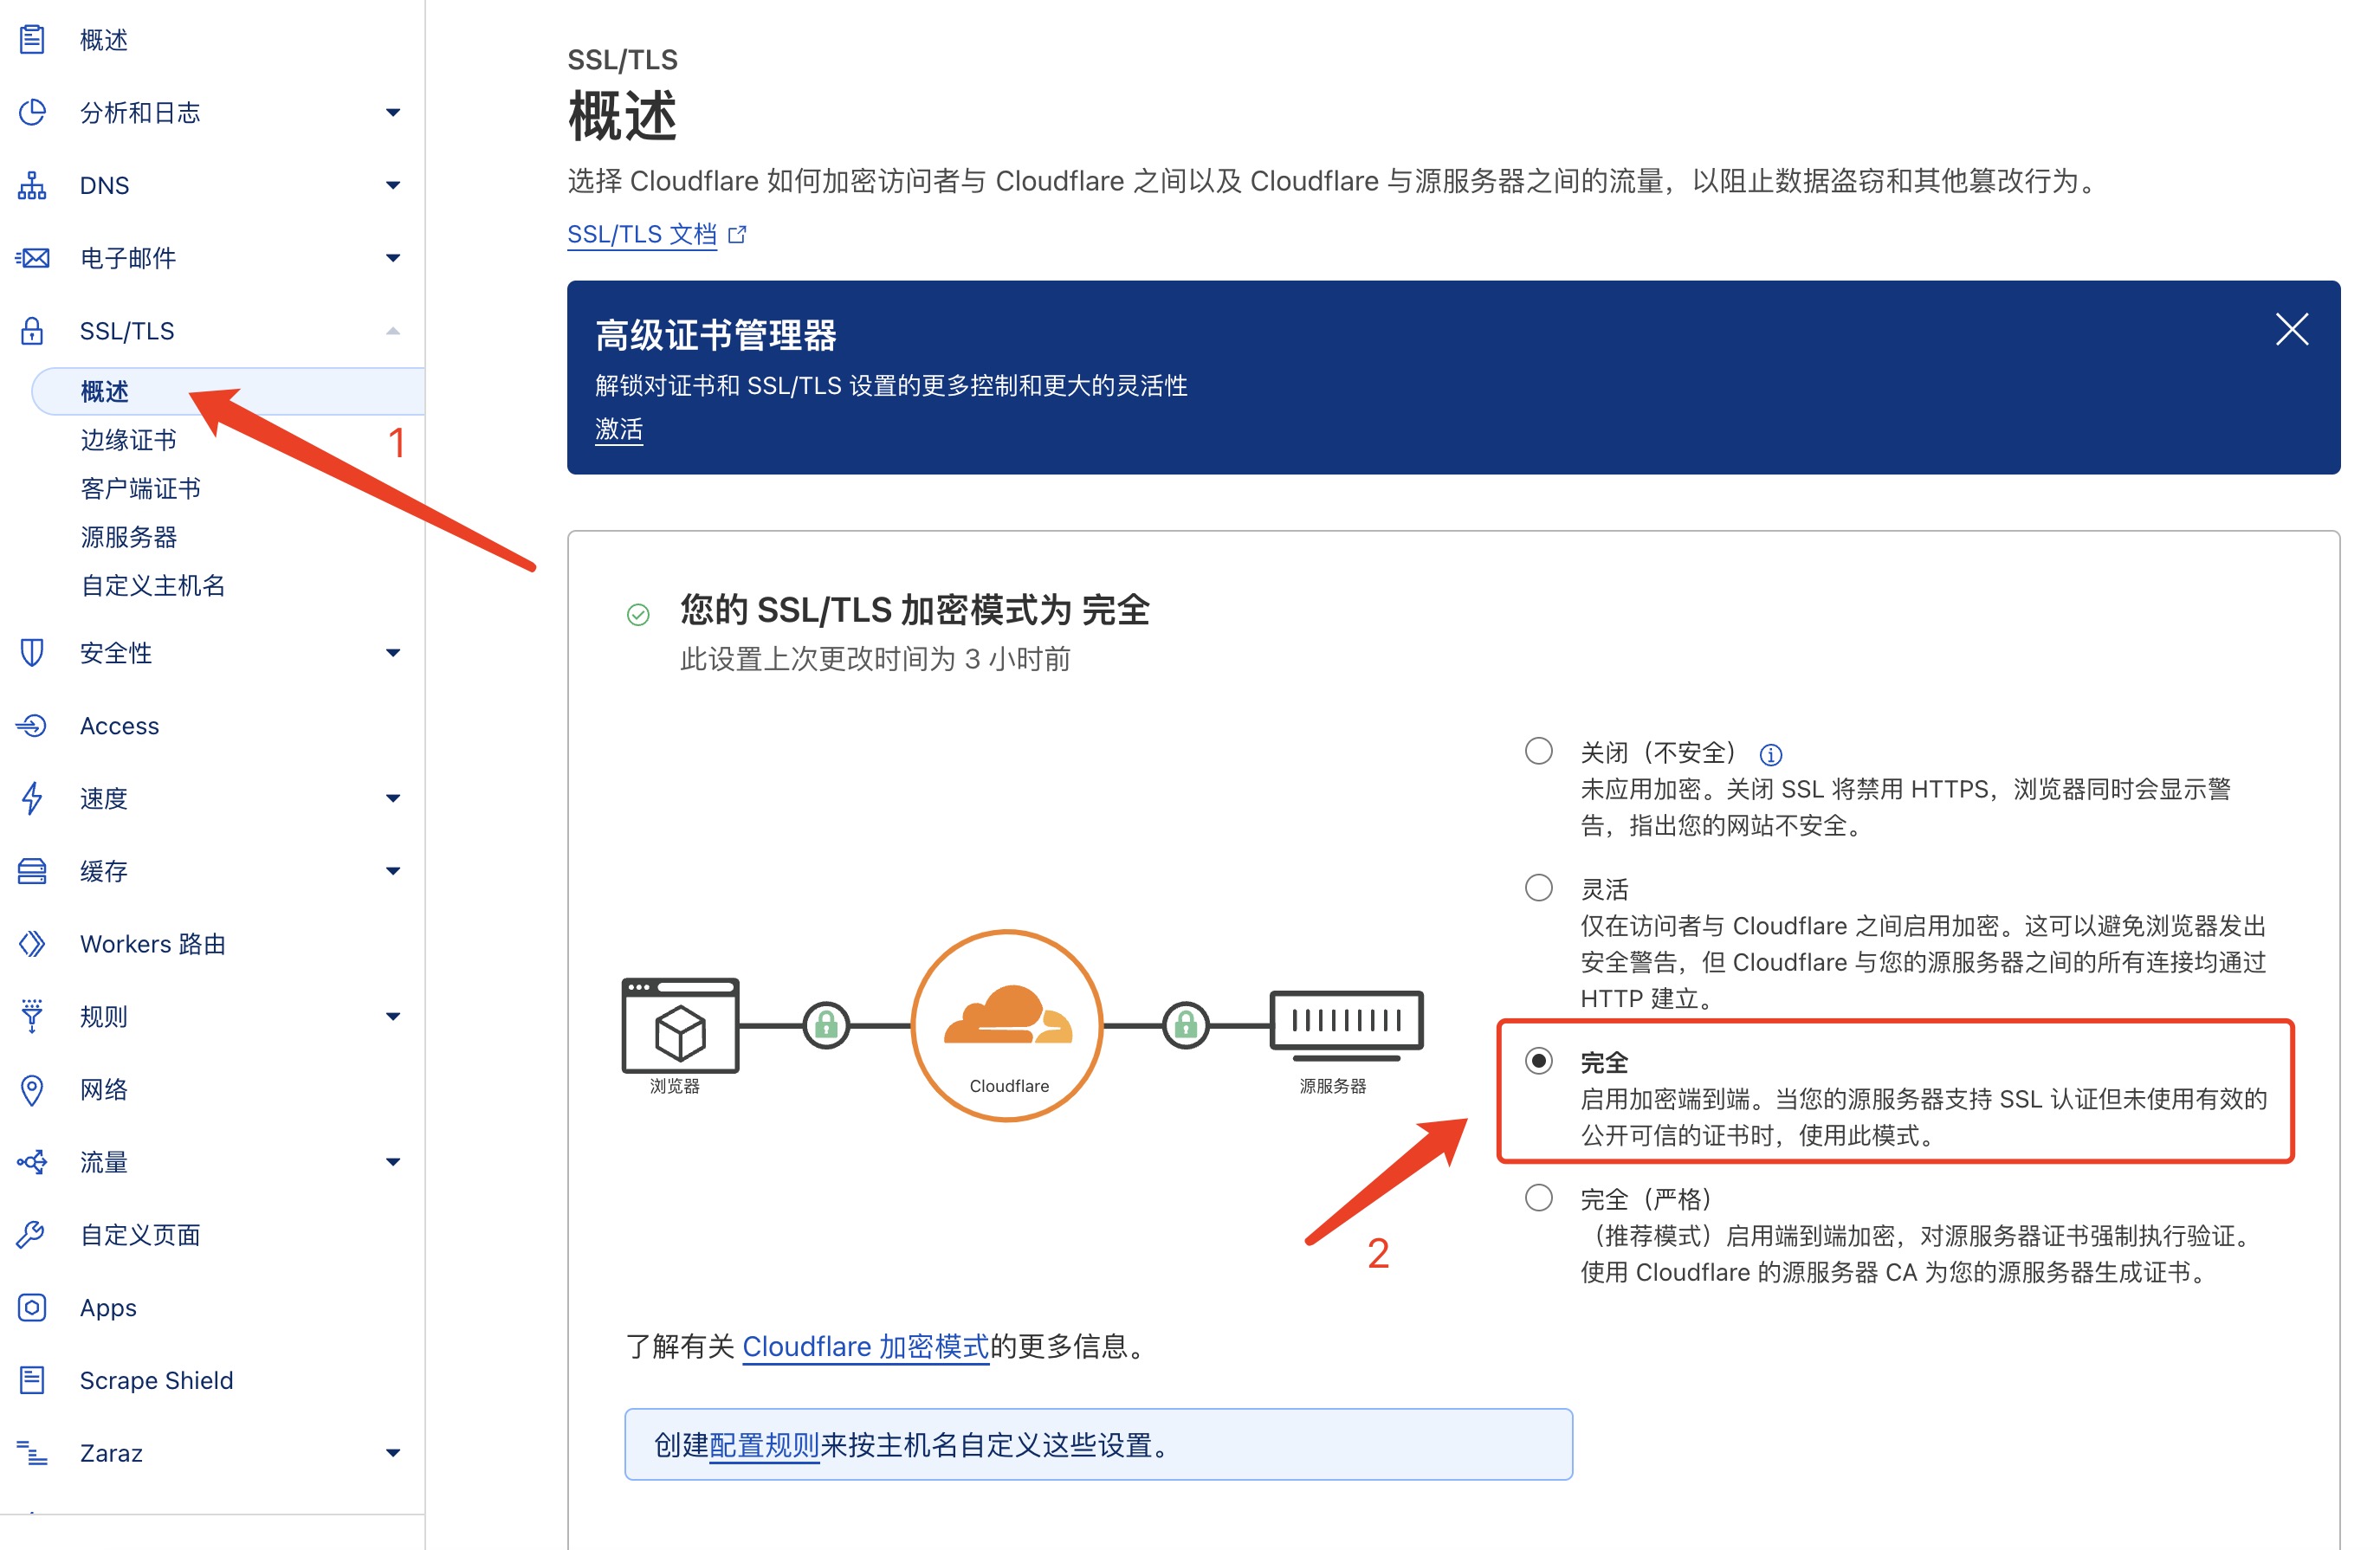 概述
分析和日志
DNS
电子邮件
SSL/TLS
概述
边缘证书
客户端证书
源服务器
自定义主机名
安全性
Access
速度
缓存
Workers 路由
规则
网络
流量
自定义页面
Apps
Scrape Shield
Zaraz
1
SSL/TLS
概述
选择 Cloudflare 如何加密访问者与 Cloudflare 之间以及 Cloudflare 与源服务器之间的流量，以阻止数据盗窃和其他篡改行为。
SSL/TLS 文档
高级证书管理器
解锁对证书和 SSL/TLS 设置的更多控制和更大的灵活性
激活
您的 SSL/TLS 加密模式为 完全
此设置上次更改时间为 3 小时前
浏览器
Cloudflare
源服务器
关闭（不安全）
未应用加密。关闭 SSL 将禁用 HTTPS，浏览器同时会显示警
告，指出您的网站不安全。
灵活
仅在访问者与 Cloudflare 之间启用加密。这可以避免浏览器发出
安全警告，但 Cloudflare 与您的源服务器之间的所有连接均通过
HTTP 建立。
完全
启用加密端到端。当您的源服务器支持 SSL 认证但未使用有效的
公开可信的证书时，使用此模式。
2
完全（严格）
（推荐模式）启用端到端加密，对源服务器证书强制执行验证。
使用 Cloudflare 的源服务器 CA 为您的源服务器生成证书。
了解有关 Cloudflare 加密模式的更多信息。
创建配置规则来按主机名自定义这些设置。